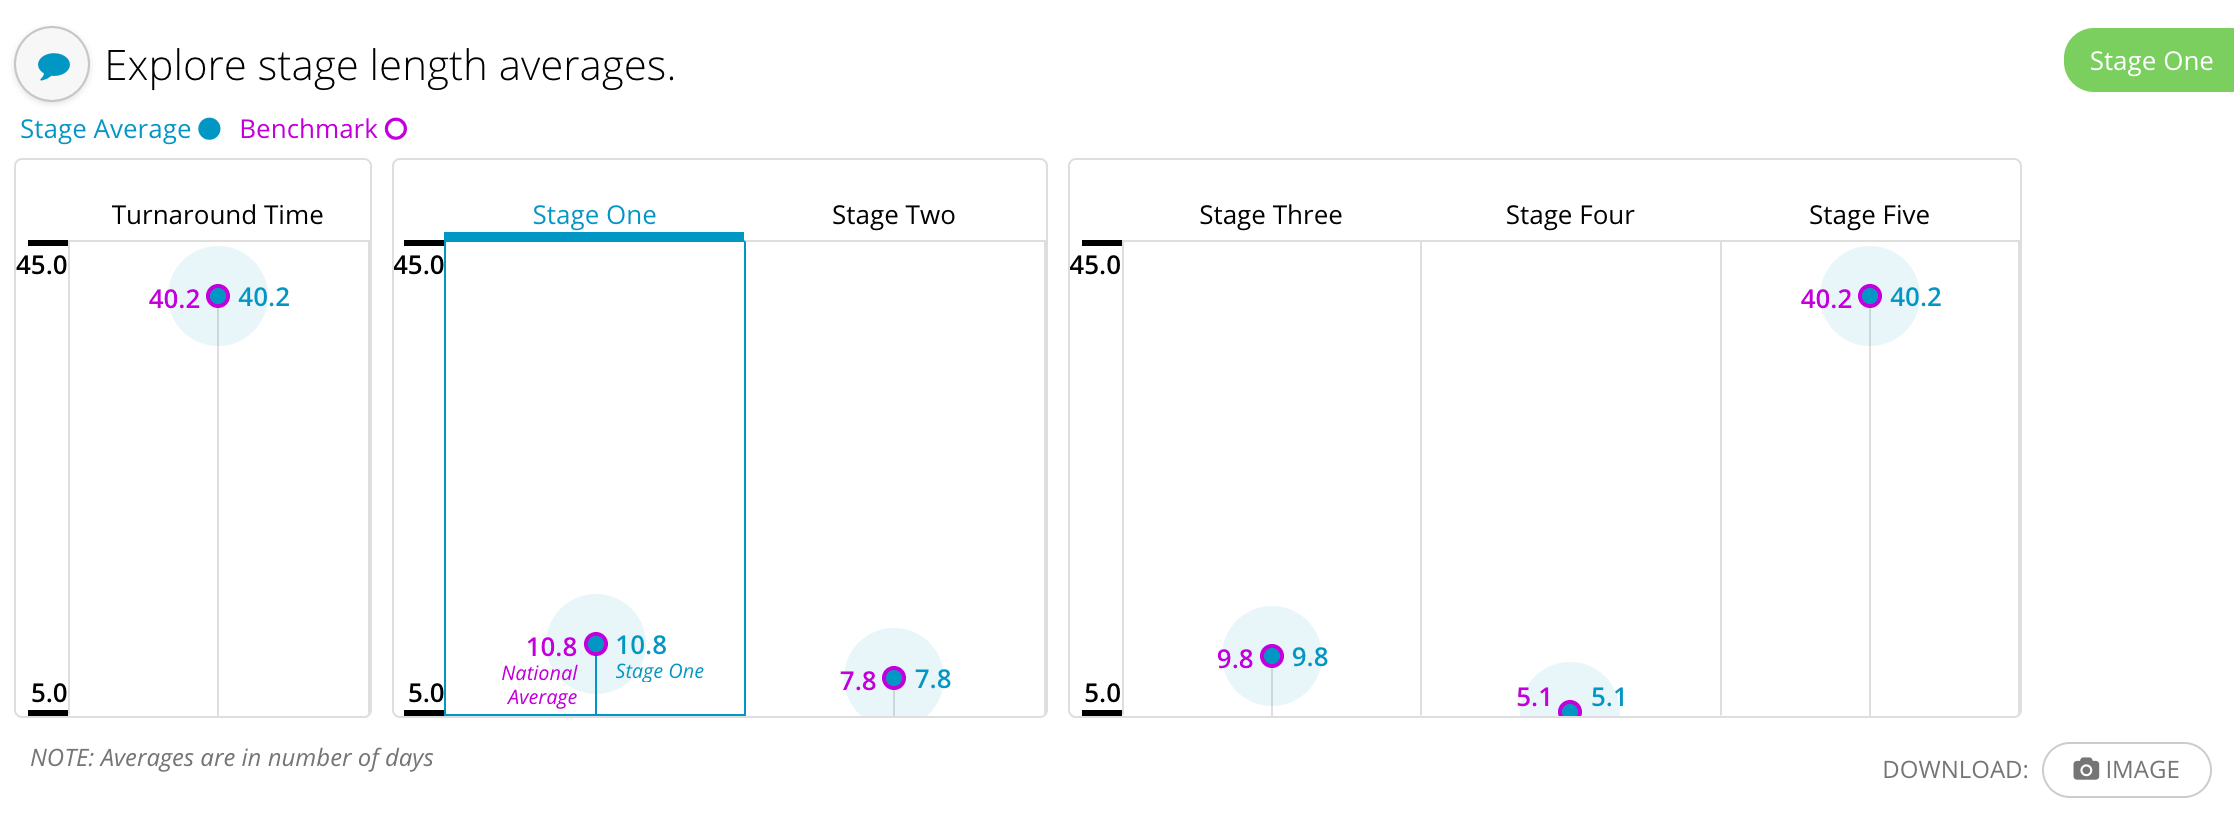 Explore stage length averages.
Stage One
Stage Average
Benchmark
Turnaround Time
45.0
40.2
40.2
5.0
Stage One
Stage Two
45.0
10.8
10.8
National
Average
Stage One
7.8
7.8
5.0
Stage Three
Stage Four
Stage Five
45.0
9.8
9.8
5.1
5.1
40.2
40.2
5.0
NOTE: Averages are in number of days
DOWNLOAD:
IMAGE